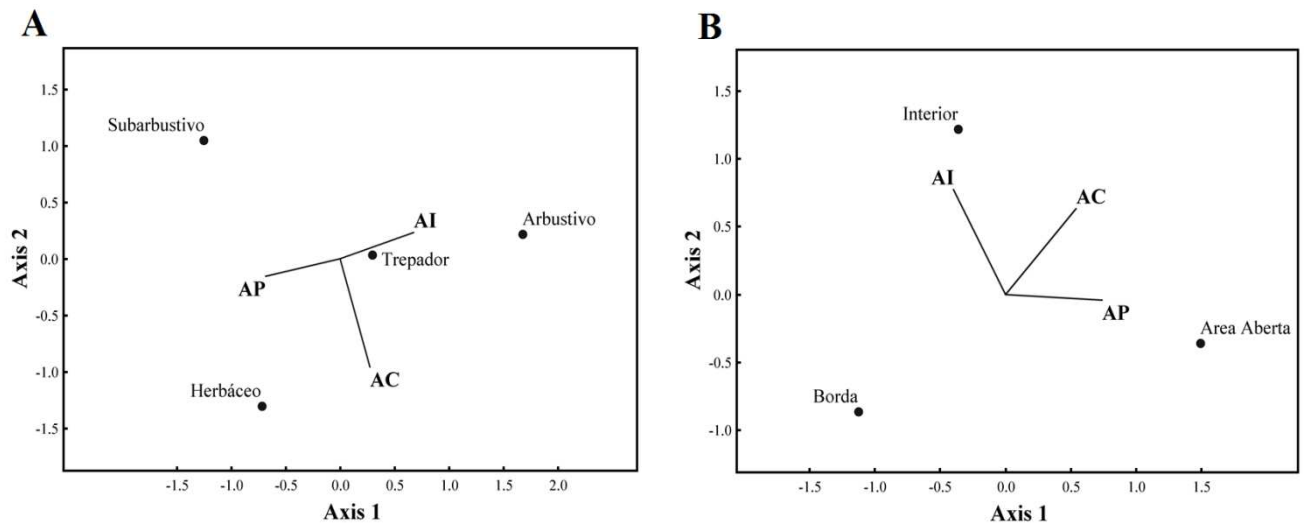 A
1.5
1.0
0.5
0.0
-0.5
-1.0
-1.5
Axis 2
Subarbustivo
AI
Arbustivo
Trepador
AP
AC
Herbáceo
-1.5 -1.0 -0.5 0.0 0.5 1.0 1.5 2.0
Axis 1
B
1.5
1.0
0.5
0.0
-0.5
-1.0
Axis 2
Interior
AI
AC
AP
Area Aberta
Borda
-1.5 -1.0 -0.5 0.0 0.5 1.0 1.5
Axis 1